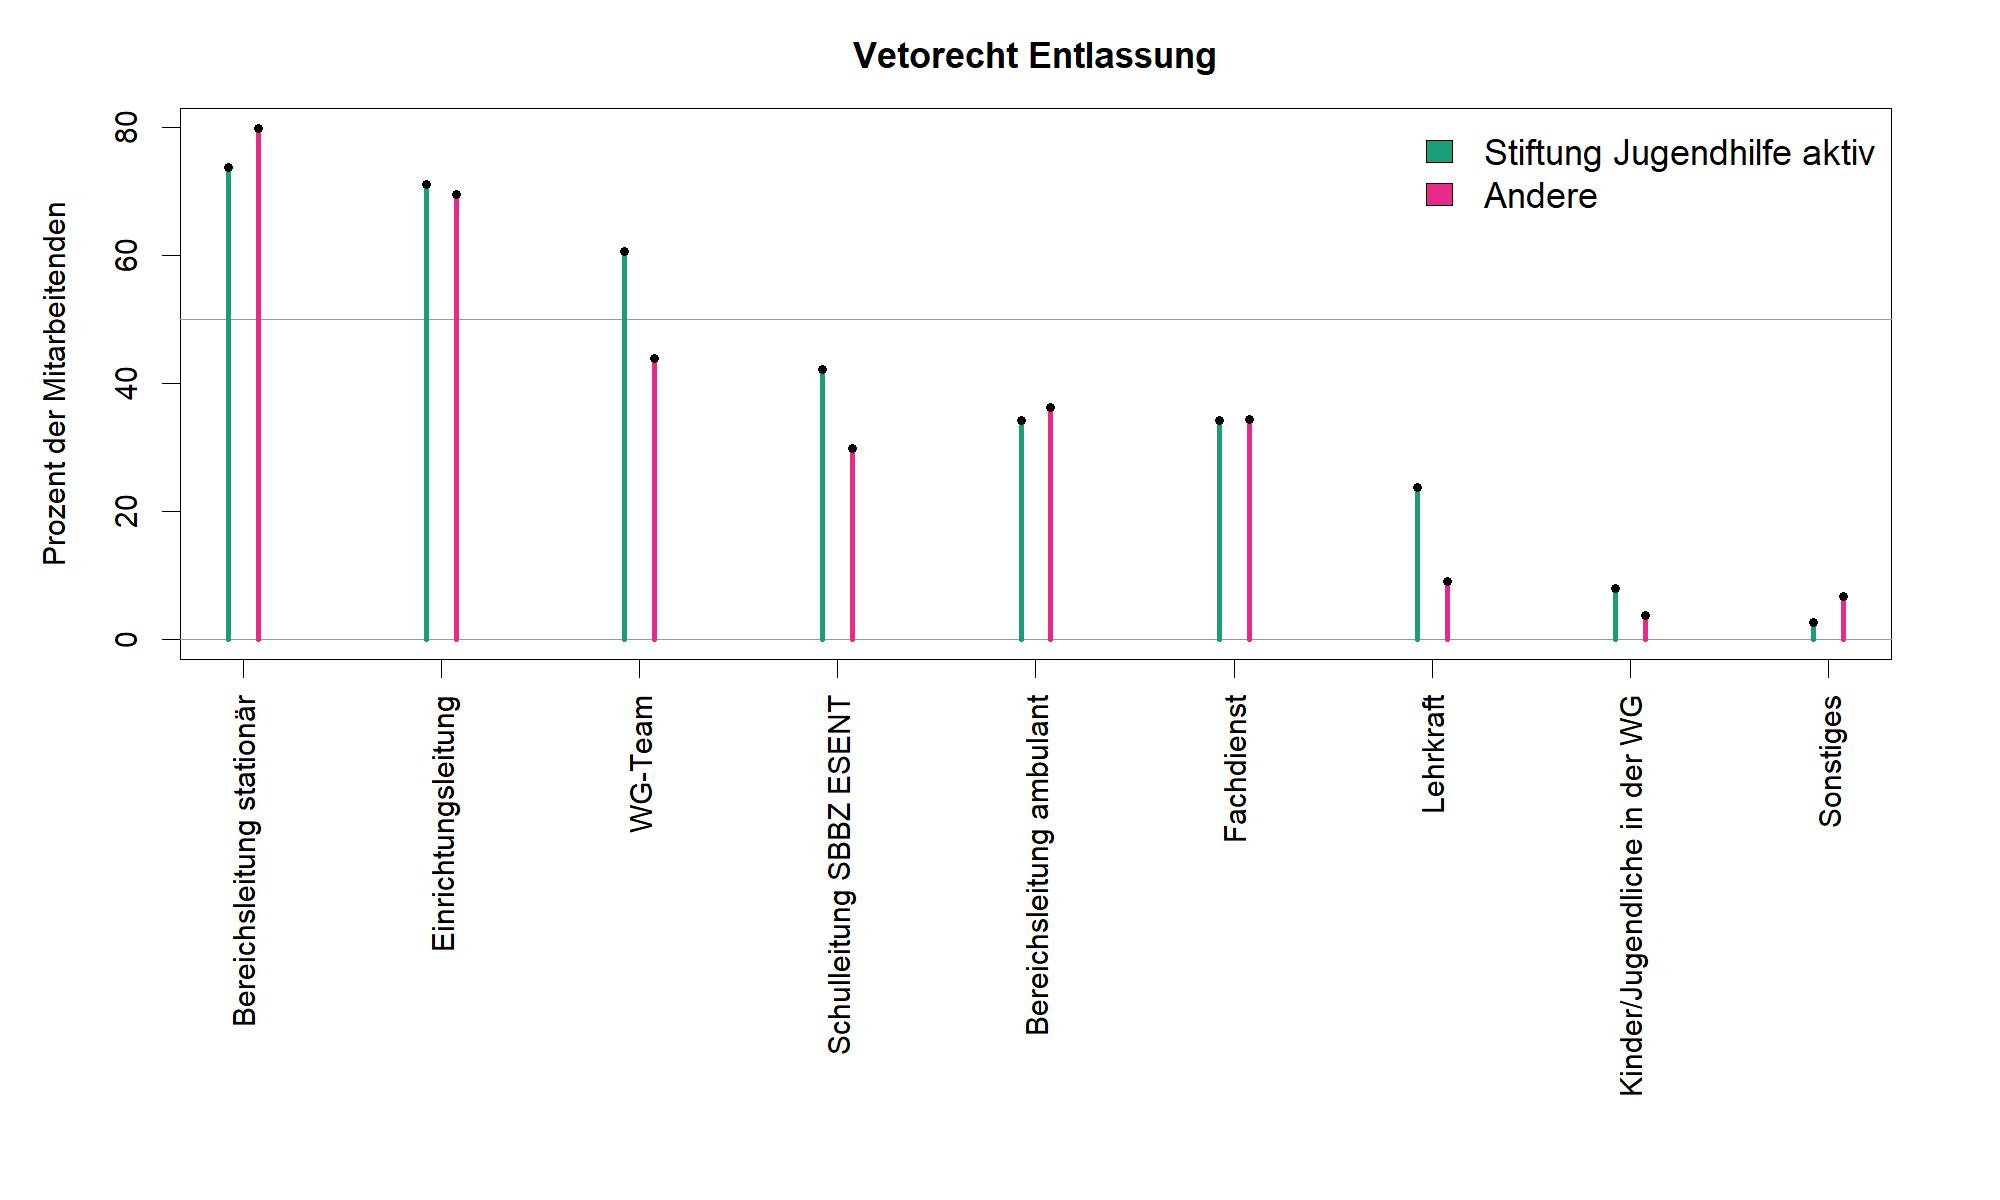 Vetorecht Entlassung
Prozent der Mitarbeitenden
80
60
40
20
0
Stiftung Jugendhilfe aktiv
Andere
Bereichsleitung stationär
Einrichtungsleitung
WG-Team
Schulleitung SBBZ ESENT
Bereichsleitung ambulant
Fachdienst
Lehrkraft
Kinder/Jugendliche in der WG
Sonstiges